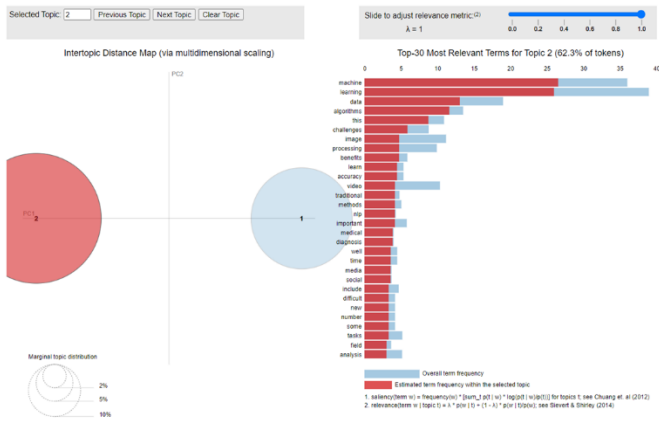 Selected Topic: 2 Previous Topic Next Topic Clear Topic
Slide to adjust relevance metric:(2)
λ = 1
0.0 0.2 0.4 0.6 0.8 1.0
Intertopic Distance Map (via multidimensional scaling)
PC2
PC1
2
1
Marginal topic distribution
2%
5%
10%
Top-30 Most Relevant Terms for Topic 2 (62.3% of tokens)
0 5 10 15 20 25 30 35 40
machine
learning
data
algorithms
this
challenges
image
processing
benefits
learn
accuracy
video
traditional
methods
nlp
important
medical
diagnosis
well
time
media
social
include
difficult
new
number
some
tasks
field
analysis
Overall term frequency
Estimated term frequency within the selected topic
1. saliency(term w) = frequency(w) * [sum_t p(t | w) * log(p(t | w)/p(t))] for topics t; see Chuang et. al (2012)
2. relevance(term w | topic t) = λ * p(w | t) + (1 - λ) * p(w | t)/p(w); see Sievert & Shirley (2014)